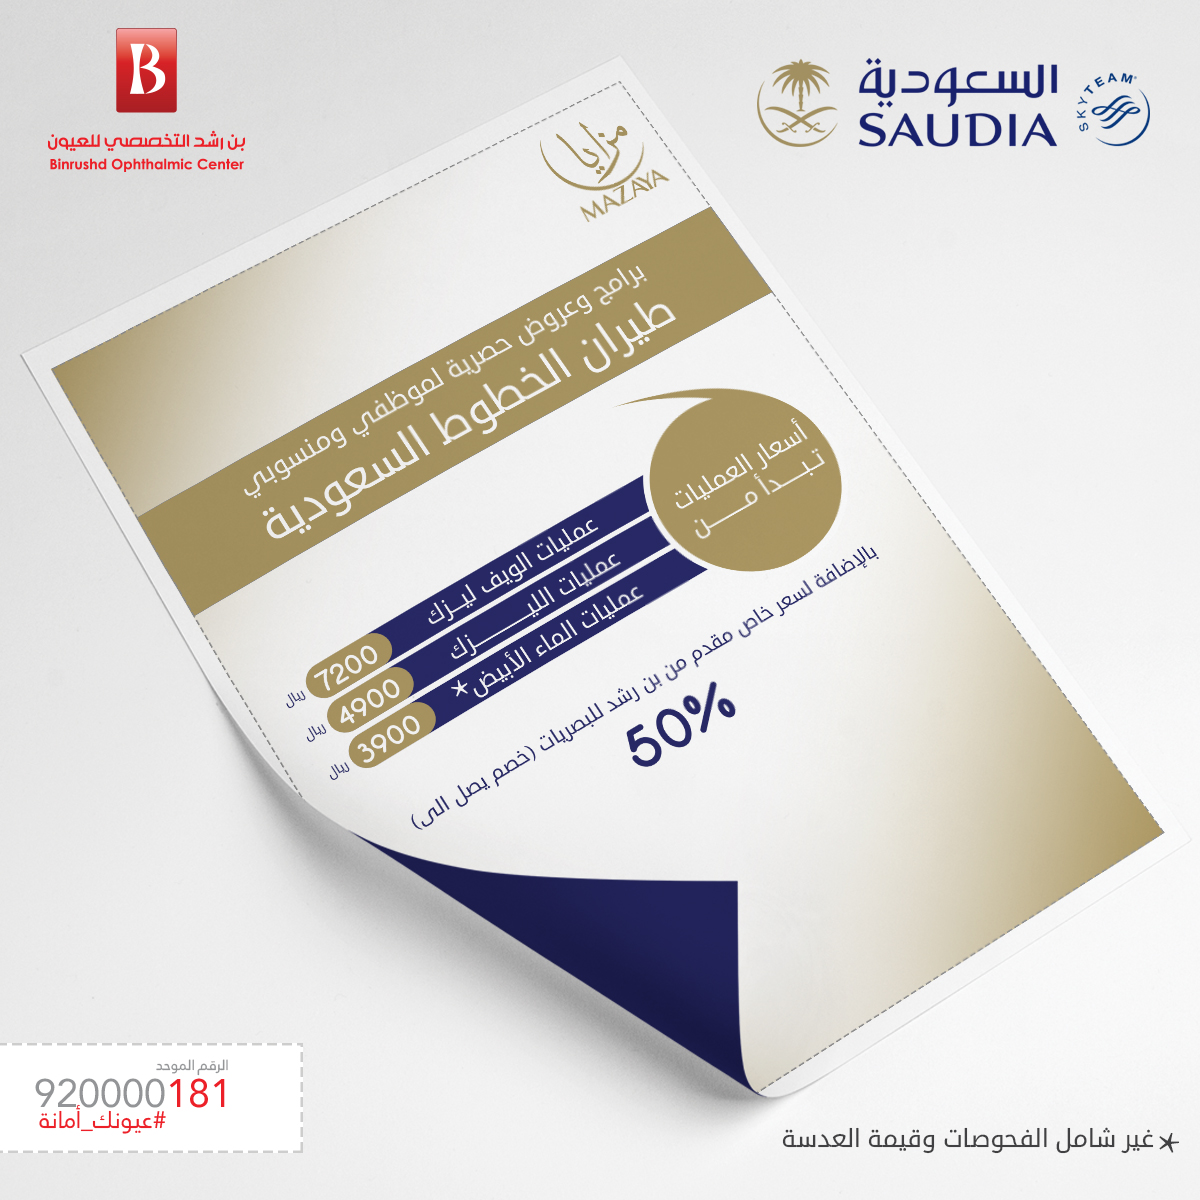 B
بن رشد التخصصي للعيون
Binrushd Ophthalmic Center
السعودية
SAUDIA
SKYTEAM
مزايا
MAZAYA
برامج وعروض حصرية لموظفي ومنسوبي
طيران الخطوط السعودية
أسعار العمليات
تبدأ من
عمليات الويف ليزك 7200 ريال
عمليات الليزك 4900 ريال
عمليات الماء الأبيض* 3900 ريال
بالإضافة لسعر خاص مقدم من بن رشد للبصريات (خصم يصل الى)
50%
الرقم الموحد
920000181
#عيونك_أمانة
* غير شامل الفحوصات وقيمة العدسة